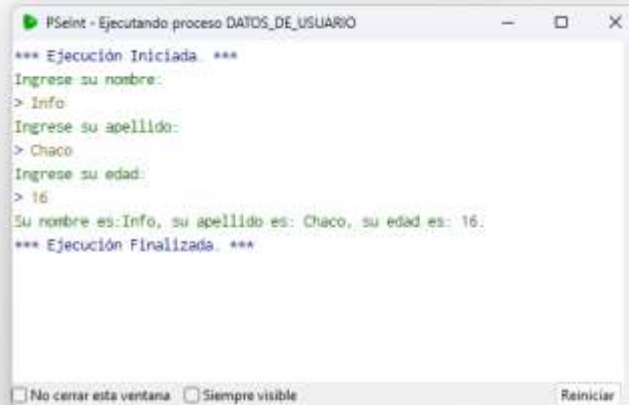 PSeInt - Ejecutando proceso DATOS_DE_USUARIO
*** Ejecución Iniciada. ***
Ingrese su nombre:
> Info
Ingrese su apellido:
> Chaco
Ingrese su edad:
> 16
Su nombre es:Info, su apellido es: Chaco, su edad es: 16.
*** Ejecución Finalizada. ***
No cerrar esta ventana Siempre visible Reiniciar